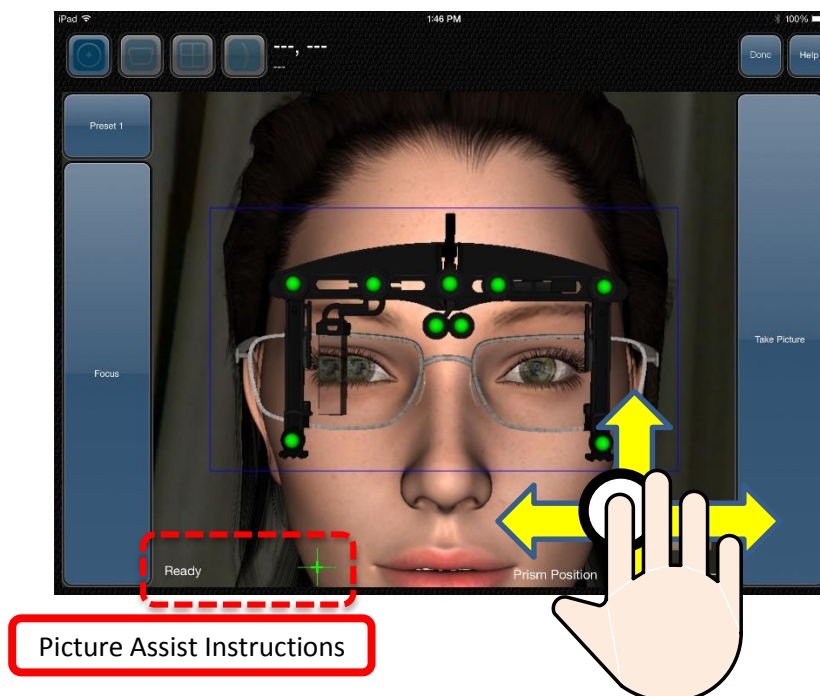 iPad 1:46 PM 100%
---, ---
---
Done
Help
Preset 1
Focus
Take Picture
Ready
Prism Position
Picture Assist Instructions